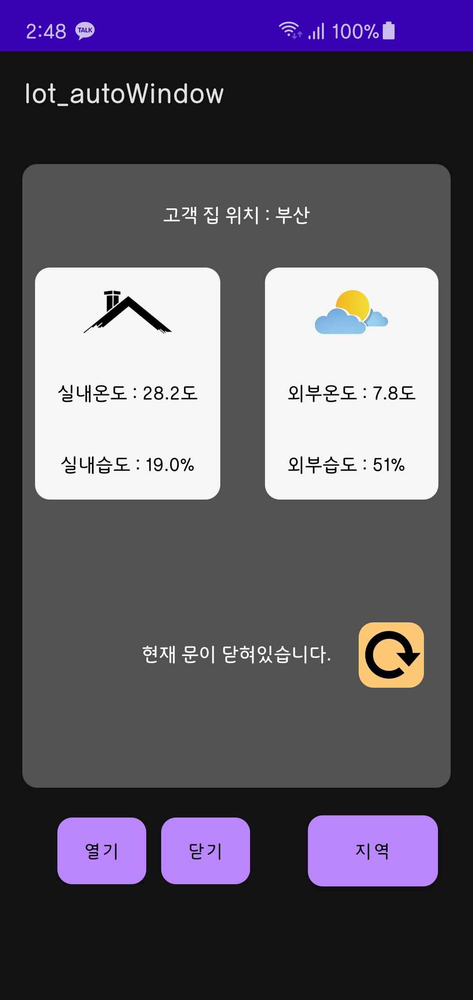 2:48 TALK 100%
Iot_autoWindow
고객 집 위치 : 부산
실내온도 : 28.2도
외부온도 : 7.8도
실내습도 : 19.0%
외부습도 : 51%
현재 문이 닫혀있습니다.
열기 닫기 지역